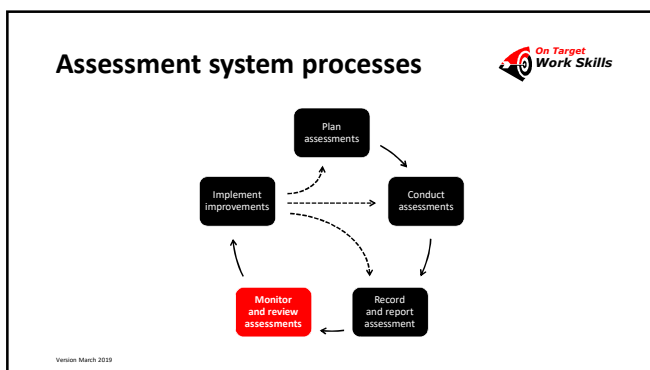 Assessment system processes
On Target
Work Skills
Plan
assessments
Implement
improvements
Conduct
assessments
Monitor
and review
assessments
Record
and report
assessment
Version March 2019